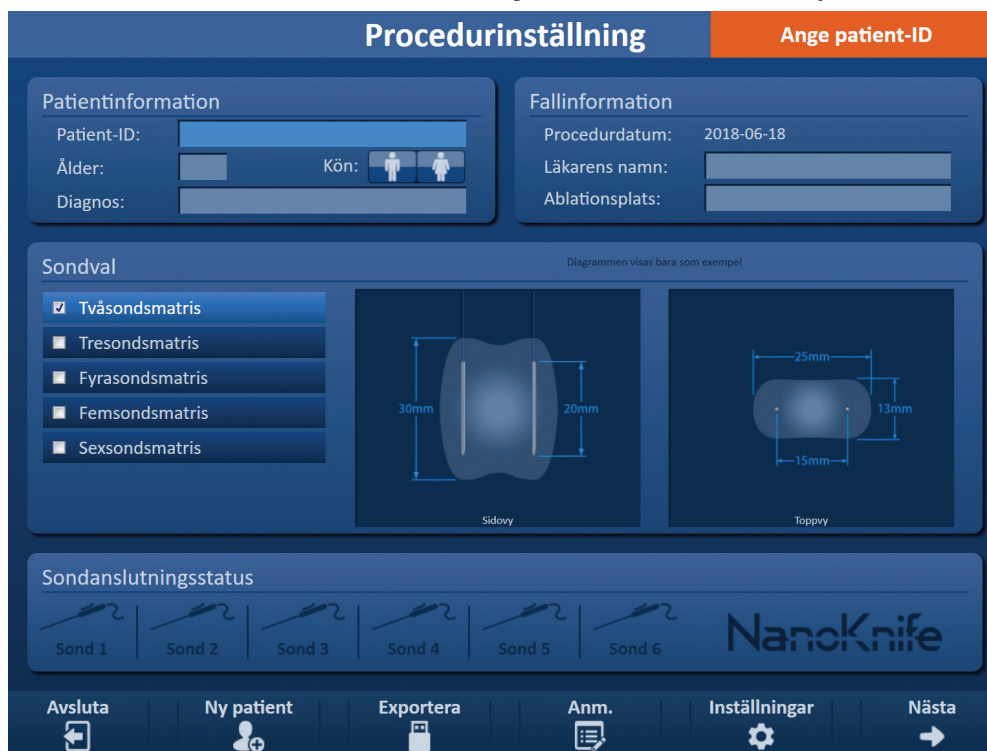 Procedurinställning
Ange patient-ID
Patientinformation
Patient-ID:
Ålder:
Kön:
Diagnos:
Fallinformation
Procedurdatum: 2018-06-18
Läkarens namn:
Ablationsplats:
Sondval
Diagrammen visas bara som exempel
Tvåsondsmatris
Tresondsmatris
Fyrasondsmatris
Femsondsmatris
Sexsondsmatris
30mm
20mm
Sidovy
25mm
13mm
15mm
Toppvy
Sondanslutningsstatus
Sond 1 Sond 2 Sond 3 Sond 4 Sond 5 Sond 6
NanoKnife
Avsluta Ny patient Exportera Anm. Inställningar Nästa